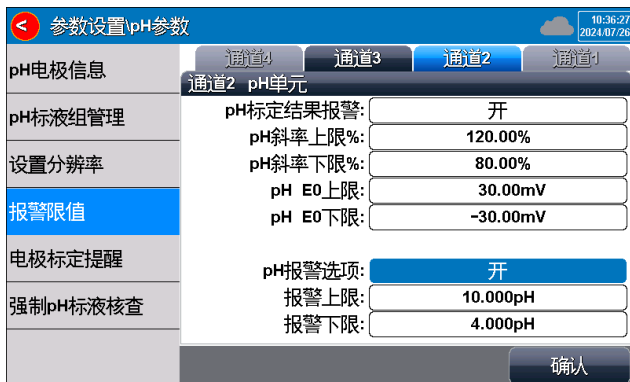 < 参数设置\pH参数
10:36:27
2024/07/26
pH电极信息
pH标液组管理
设置分辨率
报警限值
电极标定提醒
强制pH标液核查
通道4 通道3 通道2 通道1
通道2 pH单元
pH标定结果报警: 开
pH斜率上限%: 120.00%
pH斜率下限%: 80.00%
pH E0上限: 30.00mV
pH E0下限: -30.00mV
pH报警选项: 开
报警上限: 10.000pH
报警下限: 4.000pH
确认